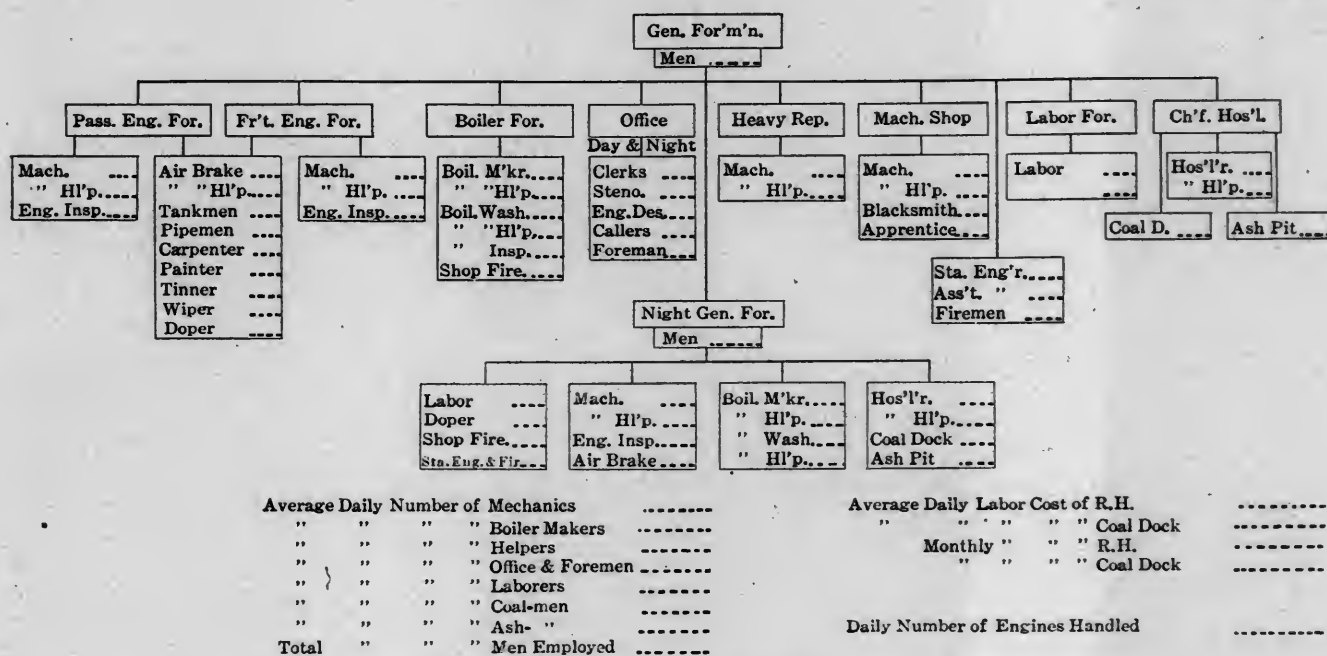 Gen. For'm'n.
Men ......
Pass. Eng. For.
Fr't. Eng. For.
Boiler For.
Office
Heavy Rep.
Mach. Shop
Labor For.
Ch'f. Hos'l.
Day & Night
Mach. ....
" Hl'p. ....
Eng. Insp. ....
Air Brake ....
" " Hl'p. ....
Tankmen ....
Pipemen ....
Carpenter ....
Painter ....
Tinner ....
Wiper ....
Doper ....
Mach. ....
" Hl'p. ....
Eng. Insp. ....
Boil. M'kr. ....
" " Hl'p. ....
Boil. Wash. ....
" " Hl'p. ....
" Insp. ....
Shop Fire. ....
Clerks ....
Steno. ....
Eng. Des. ....
Callers ....
Foreman ....
Mach. ....
" Hl'p. ....
Mach. ....
" Hl'p. ....
Blacksmith ....
Apprentice ....
Labor ....
....
Hos'l'r. ....
" Hl'p. ....
Coal D. ....
Ash Pit ....
Sta. Eng'r. ....
Ass't. " ....
Firemen ....
Night Gen. For.
Men ......
Labor ....
Doper ....
Shop Fire. ....
Sta. Eng. & Fir. ....
Mach. ....
" Hl'p. ....
Eng. Insp. ....
Air Brake ....
Boil. M'kr. ....
" Hl'p. ....
" Wash. ....
" Hl'p. ....
Hos'l'r. ....
" Hl'p. ....
Coal Dock ....
Ash Pit ....
Average Daily Number of Mechanics ........
" " " " Boiler Makers ........
" " " " Helpers ........
" " " " Office & Foremen ........
" " " " Laborers ........
" " " " Coal-men ........
" " " " Ash- " ........
Total " " " Men Employed ........
Average Daily Labor Cost of R.H. ........
" " " " " Coal Dock ........
Monthly " " " R.H. ........
" " " " Coal Dock ........
Daily Number of Engines Handled ........